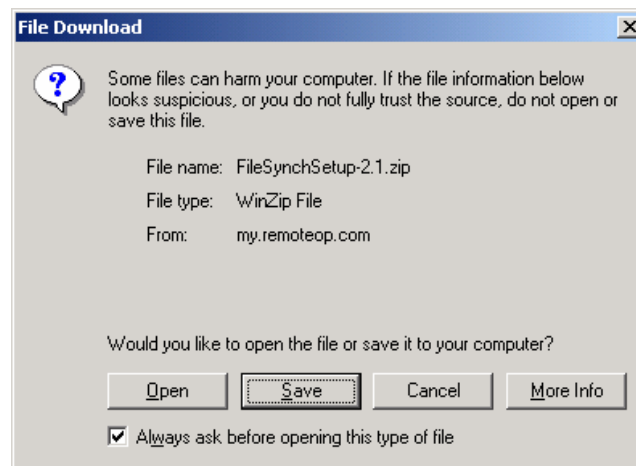 File Download
Some files can harm your computer. If the file information below
looks suspicious, or you do not fully trust the source, do not open or
save this file.
File name: FileSynchSetup-2.1.zip
File type: WinZip File
From: my.remoteop.com
Would you like to open the file or save it to your computer?
Open Save Cancel More Info
Always ask before opening this type of file